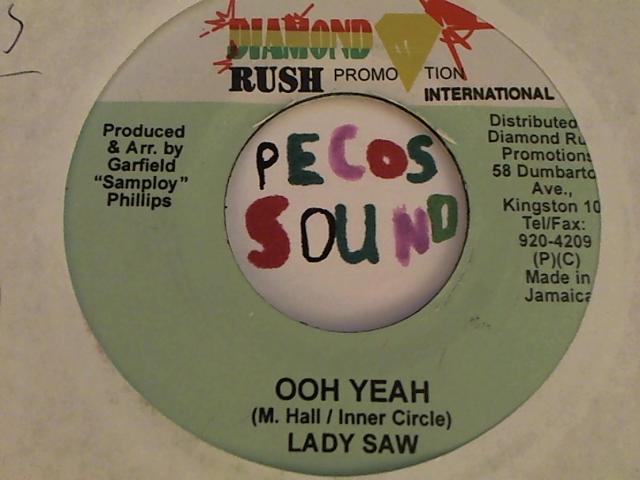 S
DIAMOND
RUSH PROMOTION
INTERNATIONAL
Produced
& Arr. by
Garfield
"Samploy"
Phillips
Distributed
Diamond Ru
Promotions
58 Dumbarto
Ave.,
Kingston 10
Tel/Fax:
920-4209
(P)(C)
Made in
Jamaica
PECOS
SOUND
OOH YEAH
(M. Hall / Inner Circle)
LADY SAW